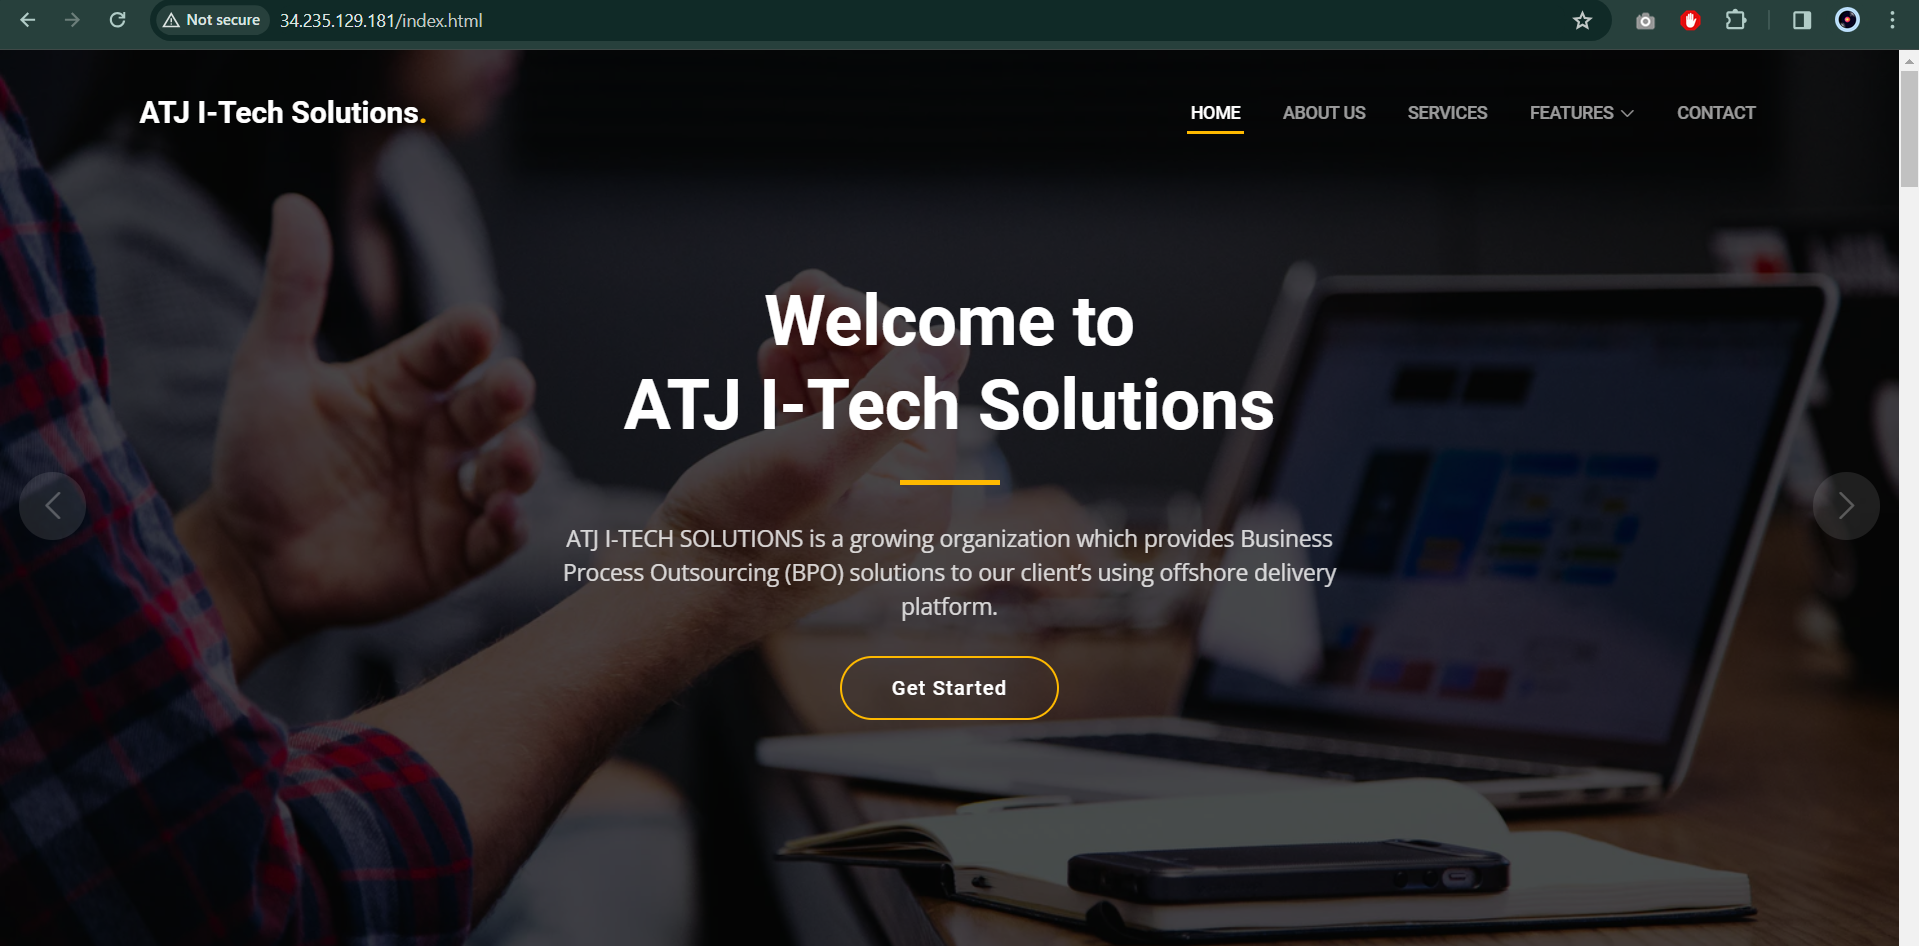 Not secure
34.235.129.181/index.html
ATJ I-Tech Solutions.
HOME
ABOUT US
SERVICES
FEATURES
CONTACT
Welcome to
ATJ I-Tech Solutions
ATJ I-TECH SOLUTIONS is a growing organization which provides Business
Process Outsourcing (BPO) solutions to our client’s using offshore delivery
platform.
Get Started